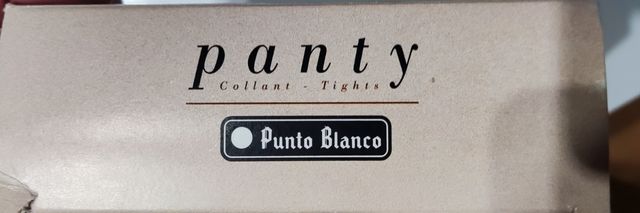 panty
Collant - Tights
Punto Blanco